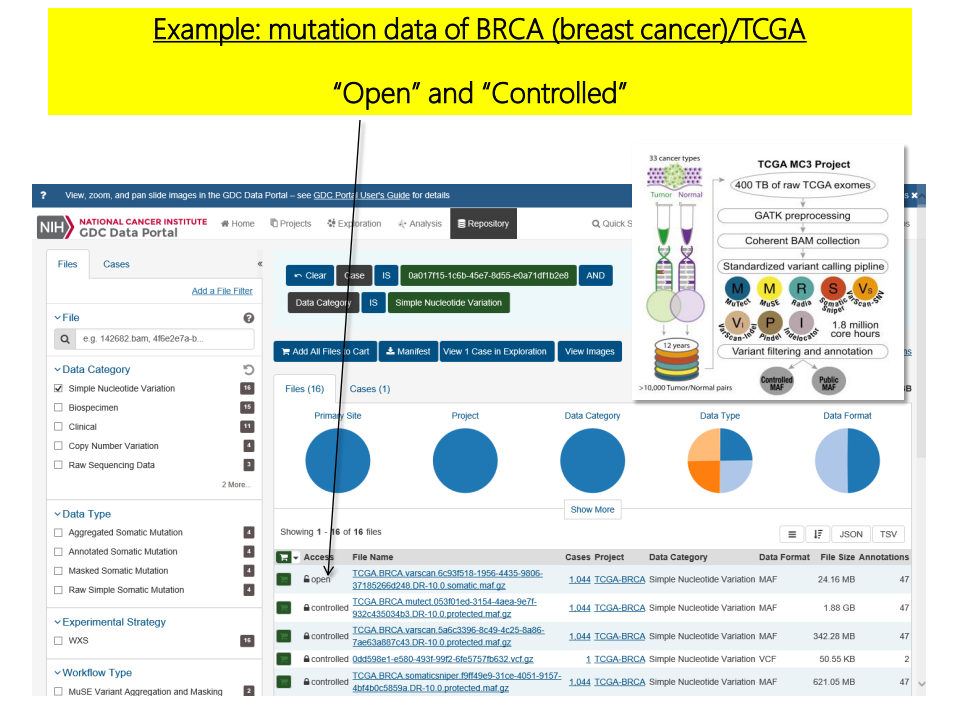 Example: mutation data of BRCA (breast cancer)/TCGA
“Open” and “Controlled”
? View, zoom, and pan slide images in the GDC Data Portal – see GDC Portal User's Guide for details
NIH NATIONAL CANCER INSTITUTE
GDC Data Portal
Home Projects Exploration Analysis Repository Quick S
33 cancer types
Tumor Normal
12 years
>10,000 Tumor/Normal pairs
TCGA MC3 Project
400 TB of raw TCGA exomes
GATK preprocessing
Coherent BAM collection
Standardized variant calling pipline
M M R S Vs
MuTect MuSE Radia Somatic Sniper VarScan-SNV
Vi P I
VarScan-Indel Pindel Indelocator
1.8 million
core hours
Variant filtering and annotation
Controlled
MAF
Public
MAF
Files Cases
Add a File Filter
File
e.g. 142682.bam, 4f6e2e7a-b...
Data Category
Simple Nucleotide Variation 16
Biospecimen 15
Clinical 11
Copy Number Variation 4
Raw Sequencing Data 3
2 More...
Data Type
Aggregated Somatic Mutation 4
Annotated Somatic Mutation 4
Masked Somatic Mutation 4
Raw Simple Somatic Mutation 4
Experimental Strategy
WXS 16
Workflow Type
MuSE Variant Aggregation and Masking 2
Clear Case IS 0a017f15-1c6b-45e7-8d55-e0a71df1b2e8 AND
Data Category IS Simple Nucleotide Variation
Add All Files to Cart Manifest View 1 Case in Exploration View Images
Files (16) Cases (1)
Primary Site Project Data Category Data Type Data Format
Show More
Showing 1 - 16 of 16 files
JSON TSV
Access File Name Cases Project Data Category Data Format File Size Annotations
open TCGA.BRCA.varscan.6c93f518-1956-4435-9806-
37185266d248.DR-10.0.somatic.maf.gz 1,044 TCGA-BRCA Simple Nucleotide Variation MAF 24.16 MB 47
controlled TCGA.BRCA.mutect.053f01ed-3154-4aea-9e7f-
932c435034b3.DR-10.0.protected.maf.gz 1,044 TCGA-BRCA Simple Nucleotide Variation MAF 1.88 GB 47
controlled TCGA.BRCA.varscan.5a6c3396-8c49-4c25-8a86-
7ae63a887c43.DR-10.0.protected.maf.gz 1,044 TCGA-BRCA Simple Nucleotide Variation MAF 342.28 MB 47
controlled 0dd598e1-e580-493f-99f2-6fe5757fb632.vcf.gz 1 TCGA-BRCA Simple Nucleotide Variation VCF 50.55 KB 2
controlled TCGA.BRCA.somaticsniper.f9ff49e9-31ce-4051-9157-
4bf4b0c5859a.DR-10.0.protected.maf.gz 1,044 TCGA-BRCA Simple Nucleotide Variation MAF 621.05 MB 47